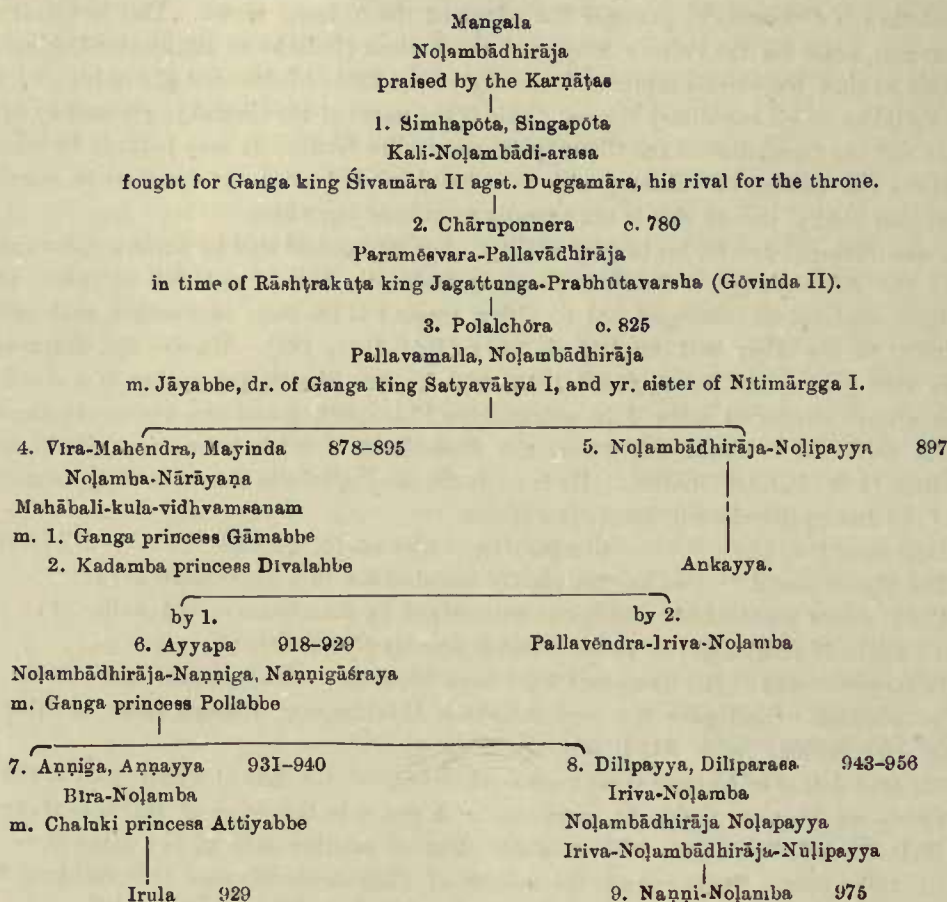 Mangala
Noḷambādhirāja
praised by the Karṇāṭas
1. Simhapōta, Singapōta
Kali-Noḷambādi-arasa
fought for Ganga king Śivamāra II agst. Duggamāra, his rival for the throne.
2. Chāruponnera c. 780
Paramēsvara-Pallavādhirāja
in time of Rāshṭrakūṭa king Jagattunga-Prabhūtavarsha (Gōvinda II).
3. Polalchōra c. 825
Pallavamalla, Noḷambādhirāja
m. Jāyabbe, dr. of Ganga king Satyavākya I, and yr. sister of Nītimārgga I.
4. Vīra-Mahēndra, Mayinda 878–895 5. Noḷambādhirāja-Nolipayya 897
Noḷamba-Nārāyaṇa
Mahābali-kula-vidhvamsanam
m. 1. Ganga princess Gāmabbe
2. Kadamba princess Dīvalabbe Ankayya.
by 1. by 2.
6. Ayyapa 918–929 Pallavēndra-Iriva-Noḷamba
Noḷambādhirāja-Nanniga, Nannigāśraya
m. Ganga princess Pollabbe
7. Aṇṇiga, Aṇṇayya 931–940 8. Dilīpayya, Dilīparasa 943–956
Bīra-Noḷamba Iriva-Noḷamba
m. Chaluki princess Attiyabbe Noḷambādhirāja Noḷapayya
Iriva-Noḷambādhirāja-Nuḷipayya
Irula 929 9. Nanni-Noḷamba 975